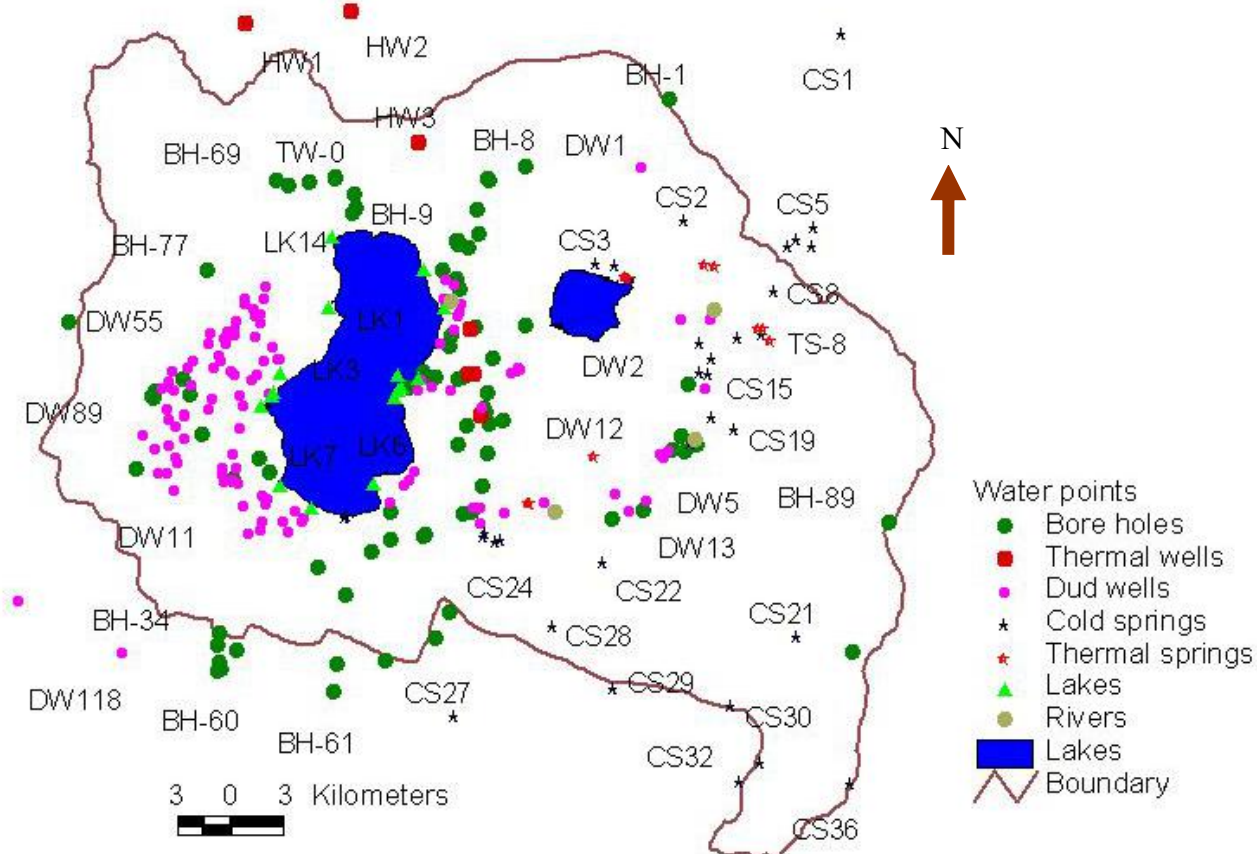 HW1
HW2
BH-1
CS1
HW3
BH-69
TW-0
BH-8
DW1
N
CS2
CS5
BH-9
LK14
BH-77
CS3
CS8
DW55
LK1
TS-8
LK3
DW2
CS15
DW89
DW12
CS19
LK7
LK6
DW5
BH-89
DW11
DW13
CS24
CS22
BH-34
CS28
CS21
DW118
CS27
CS29
BH-60
CS30
BH-61
CS32
CS36
3 0 3 Kilometers
Water points
Bore holes
Thermal wells
Dud wells
Cold springs
Thermal springs
Lakes
Rivers
Lakes
Boundary